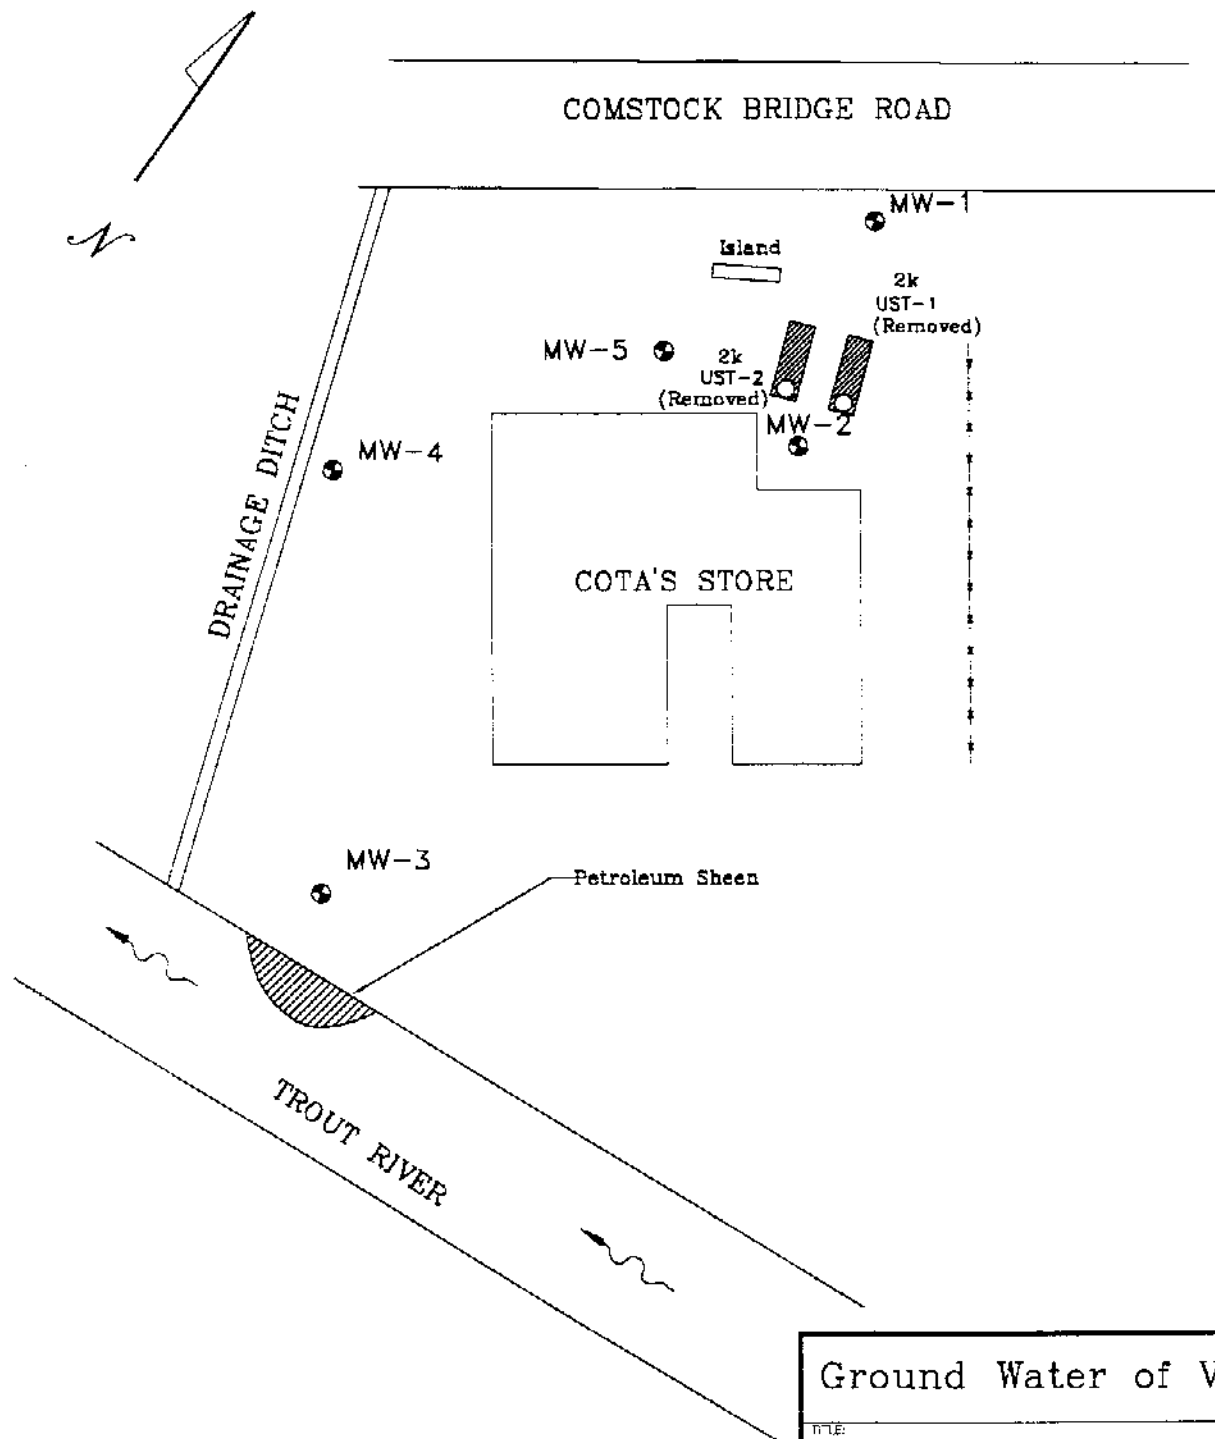 COMSTOCK BRIDGE ROAD
N
MW-1
Island
2k
UST-1
(Removed)
MW-5
2k
UST-2
(Removed)
MW-2
MW-4
DRAINAGE DITCH
COTA'S STORE
MW-3
Petroleum Sheen
TROUT RIVER
Ground Water of V
TITLE: